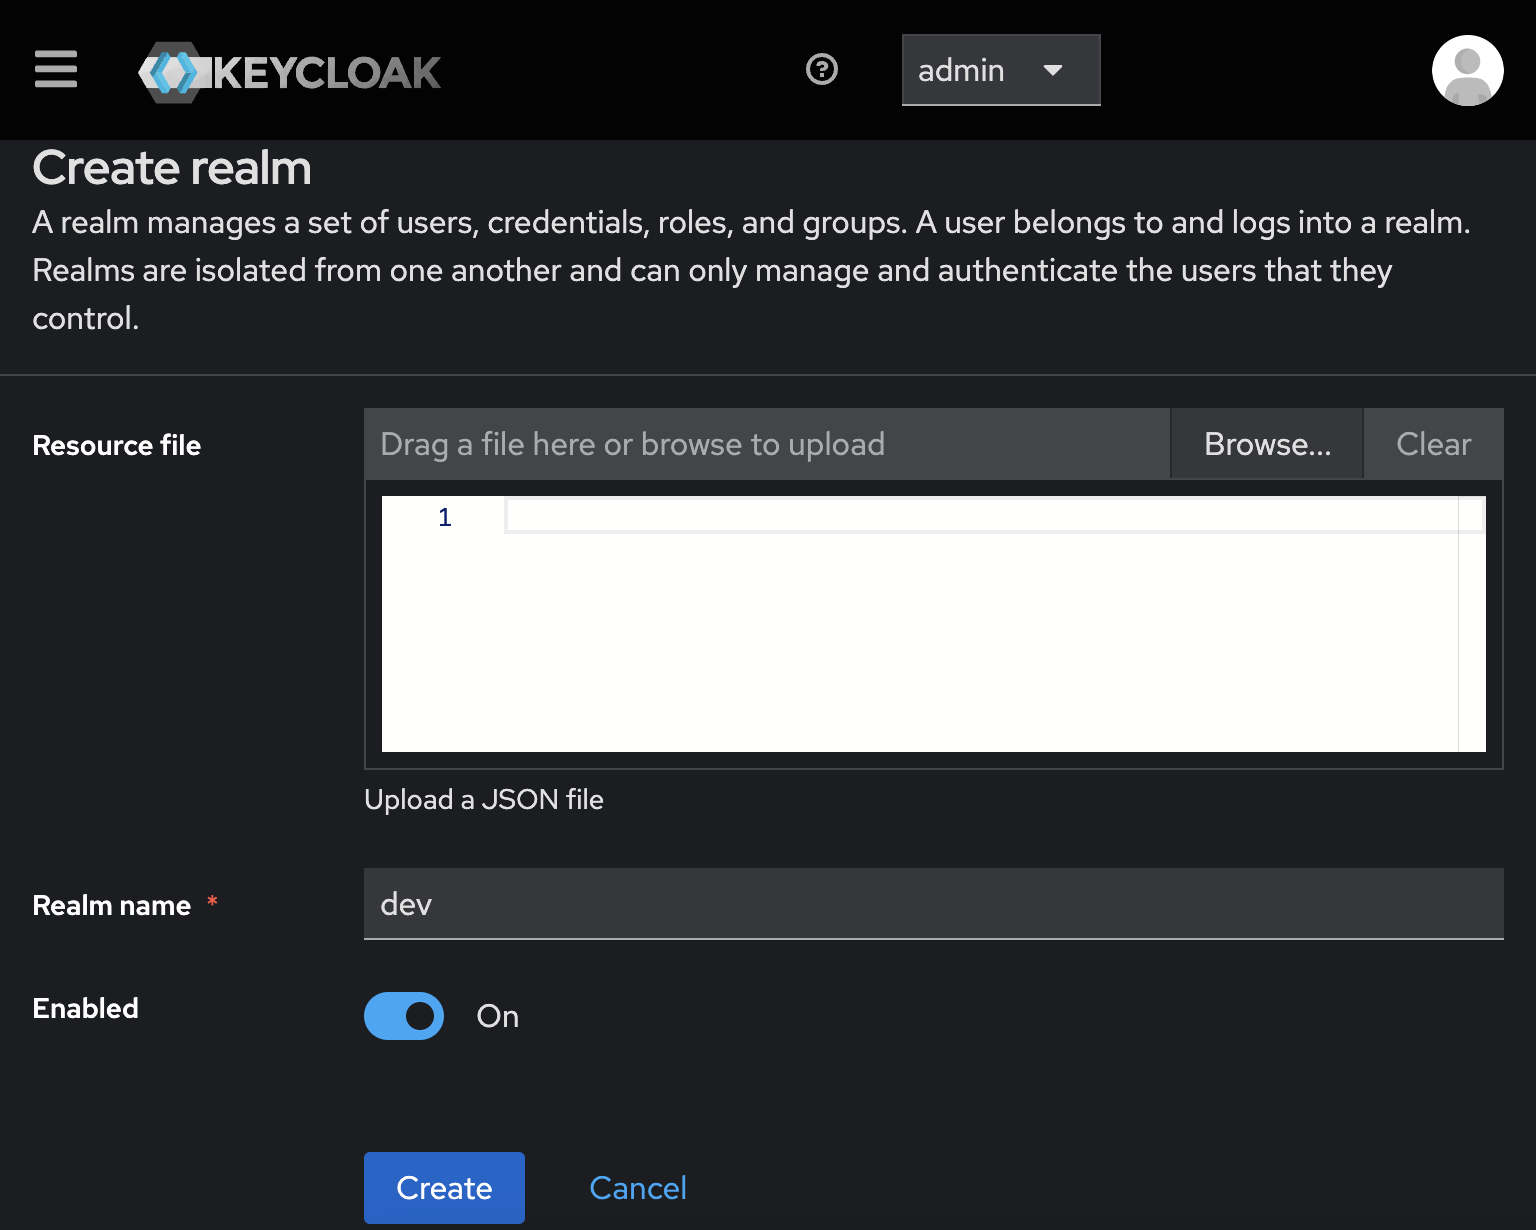 KEYCLOAK
?
admin
Create realm
A realm manages a set of users, credentials, roles, and groups. A user belongs to and logs into a realm.
Realms are isolated from one another and can only manage and authenticate the users that they
control.
Resource file
Drag a file here or browse to upload
Browse...
Clear
1
Upload a JSON file
Realm name *
dev
Enabled
On
Create
Cancel